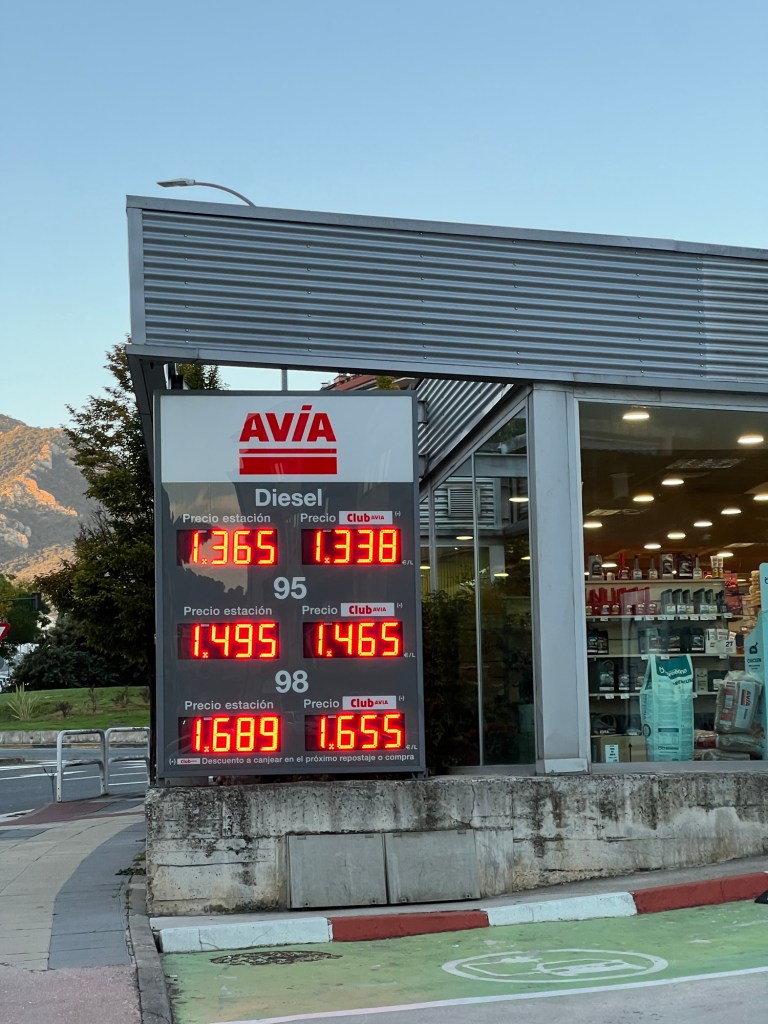 AVIA
Diesel
Precio estación Precio Club AVIA (*)
1.365 1.338 €/L
95
Precio estación Precio Club AVIA (*)
1.495 1.465 €/L
98
Precio estación Precio Club AVIA (*)
1.689 1.655 €/L
(*) Club AVIA Descuento a canjear en el próximo repostaje o compra